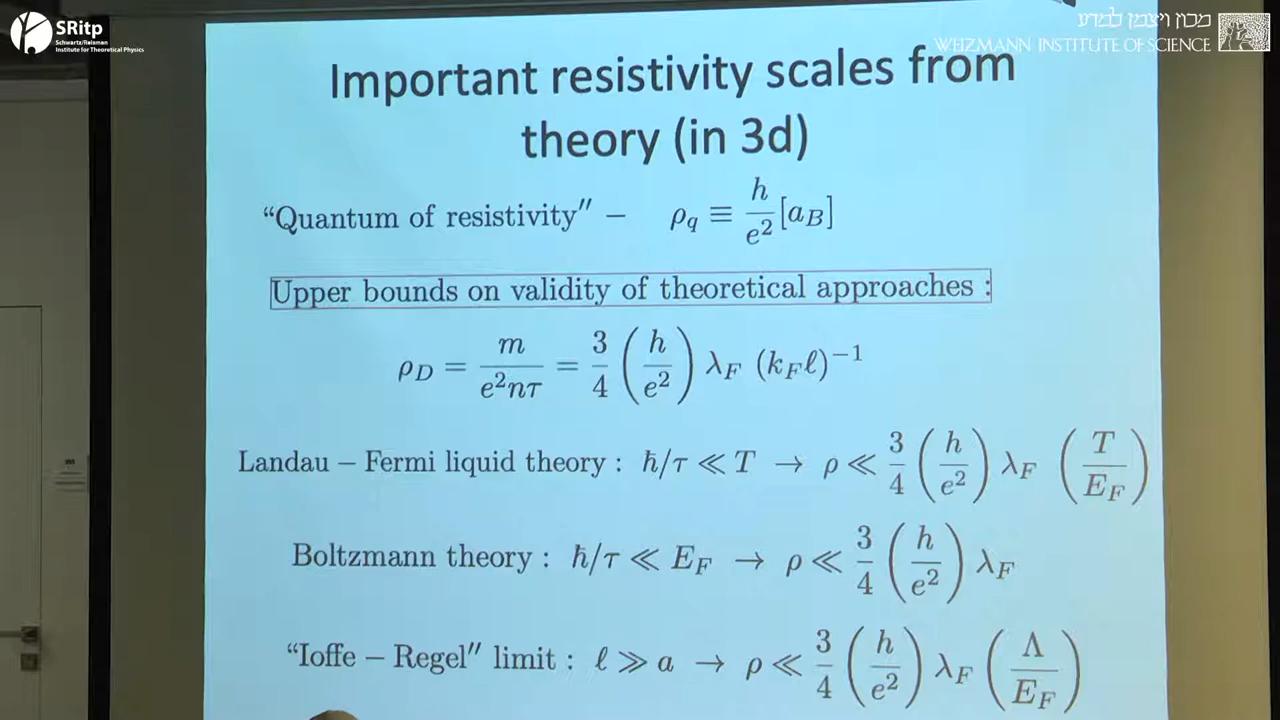 SRitp
Schwartz/Reisman
Institute for Theoretical Physics
מכון ויצמן למדע
WEIZMANN INSTITUTE OF SCIENCE
Important resistivity scales from
theory (in 3d)
“Quantum of resistivity” – ρ_q ≡ h/e² [a_B]
Upper bounds on validity of theoretical approaches :
ρ_D = m/(e²nτ) = 3/4 (h/e²) λ_F (k_F ℓ)⁻¹
Landau – Fermi liquid theory : ℏ/τ ≪ T → ρ ≪ 3/4 (h/e²) λ_F (T/E_F)
Boltzmann theory : ℏ/τ ≪ E_F → ρ ≪ 3/4 (h/e²) λ_F
“Ioffe – Regel” limit : ℓ ≫ a → ρ ≪ 3/4 (h/e²) λ_F (Λ/E_F)